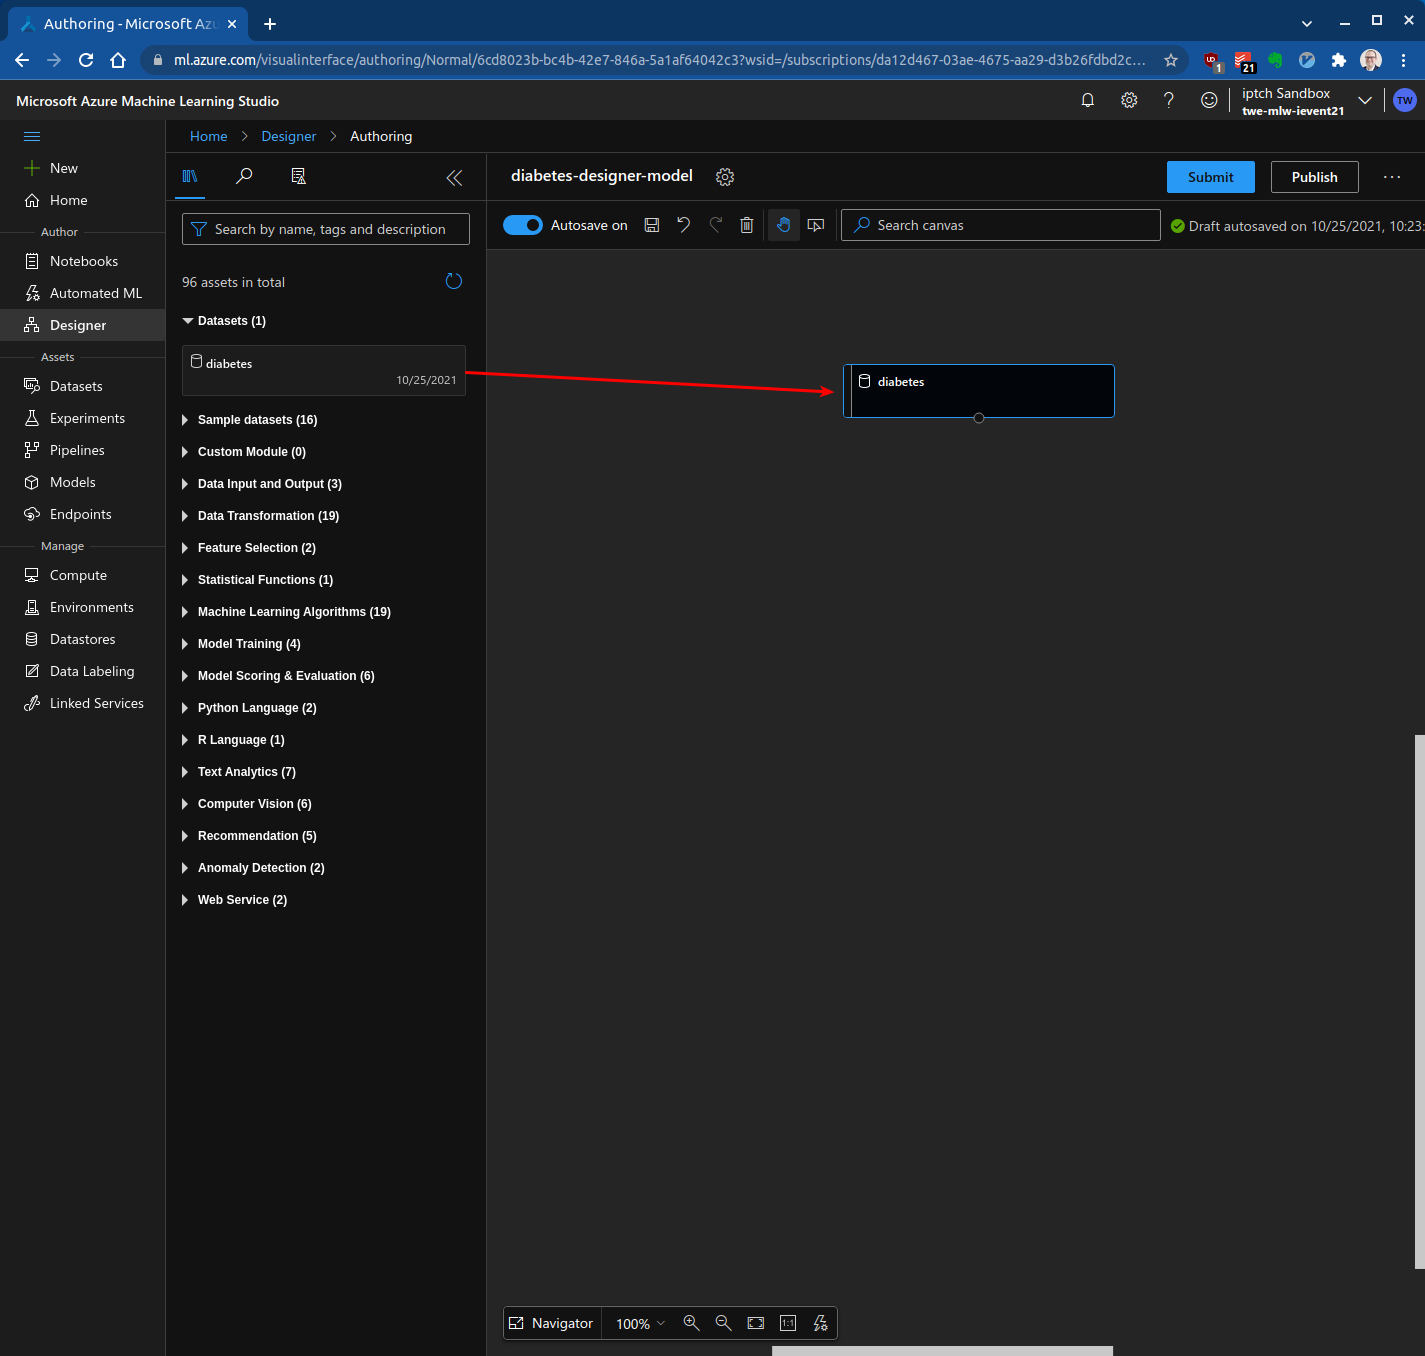 Authoring - Microsoft Azu
ml.azure.com/visualinterface/authoring/Normal/6cd8023b-bc4b-42e7-846a-5a1af64042c3?wsid=/subscriptions/da12d467-03ae-4675-aa29-d3b26fdbd2c...
1
21
Microsoft Azure Machine Learning Studio
iptch Sandbox
twe-mlw-ievent21
TW
New
Home
Author
Notebooks
Automated ML
Designer
Assets
Datasets
Experiments
Pipelines
Models
Endpoints
Manage
Compute
Environments
Datastores
Data Labeling
Linked Services
Home > Designer > Authoring
Search by name, tags and description
96 assets in total
Datasets (1)
diabetes
10/25/2021
Sample datasets (16)
Custom Module (0)
Data Input and Output (3)
Data Transformation (19)
Feature Selection (2)
Statistical Functions (1)
Machine Learning Algorithms (19)
Model Training (4)
Model Scoring & Evaluation (6)
Python Language (2)
R Language (1)
Text Analytics (7)
Computer Vision (6)
Recommendation (5)
Anomaly Detection (2)
Web Service (2)
diabetes-designer-model
Submit
Publish
Autosave on
Search canvas
Draft autosaved on 10/25/2021, 10:23:
diabetes
Navigator
100%
1:1